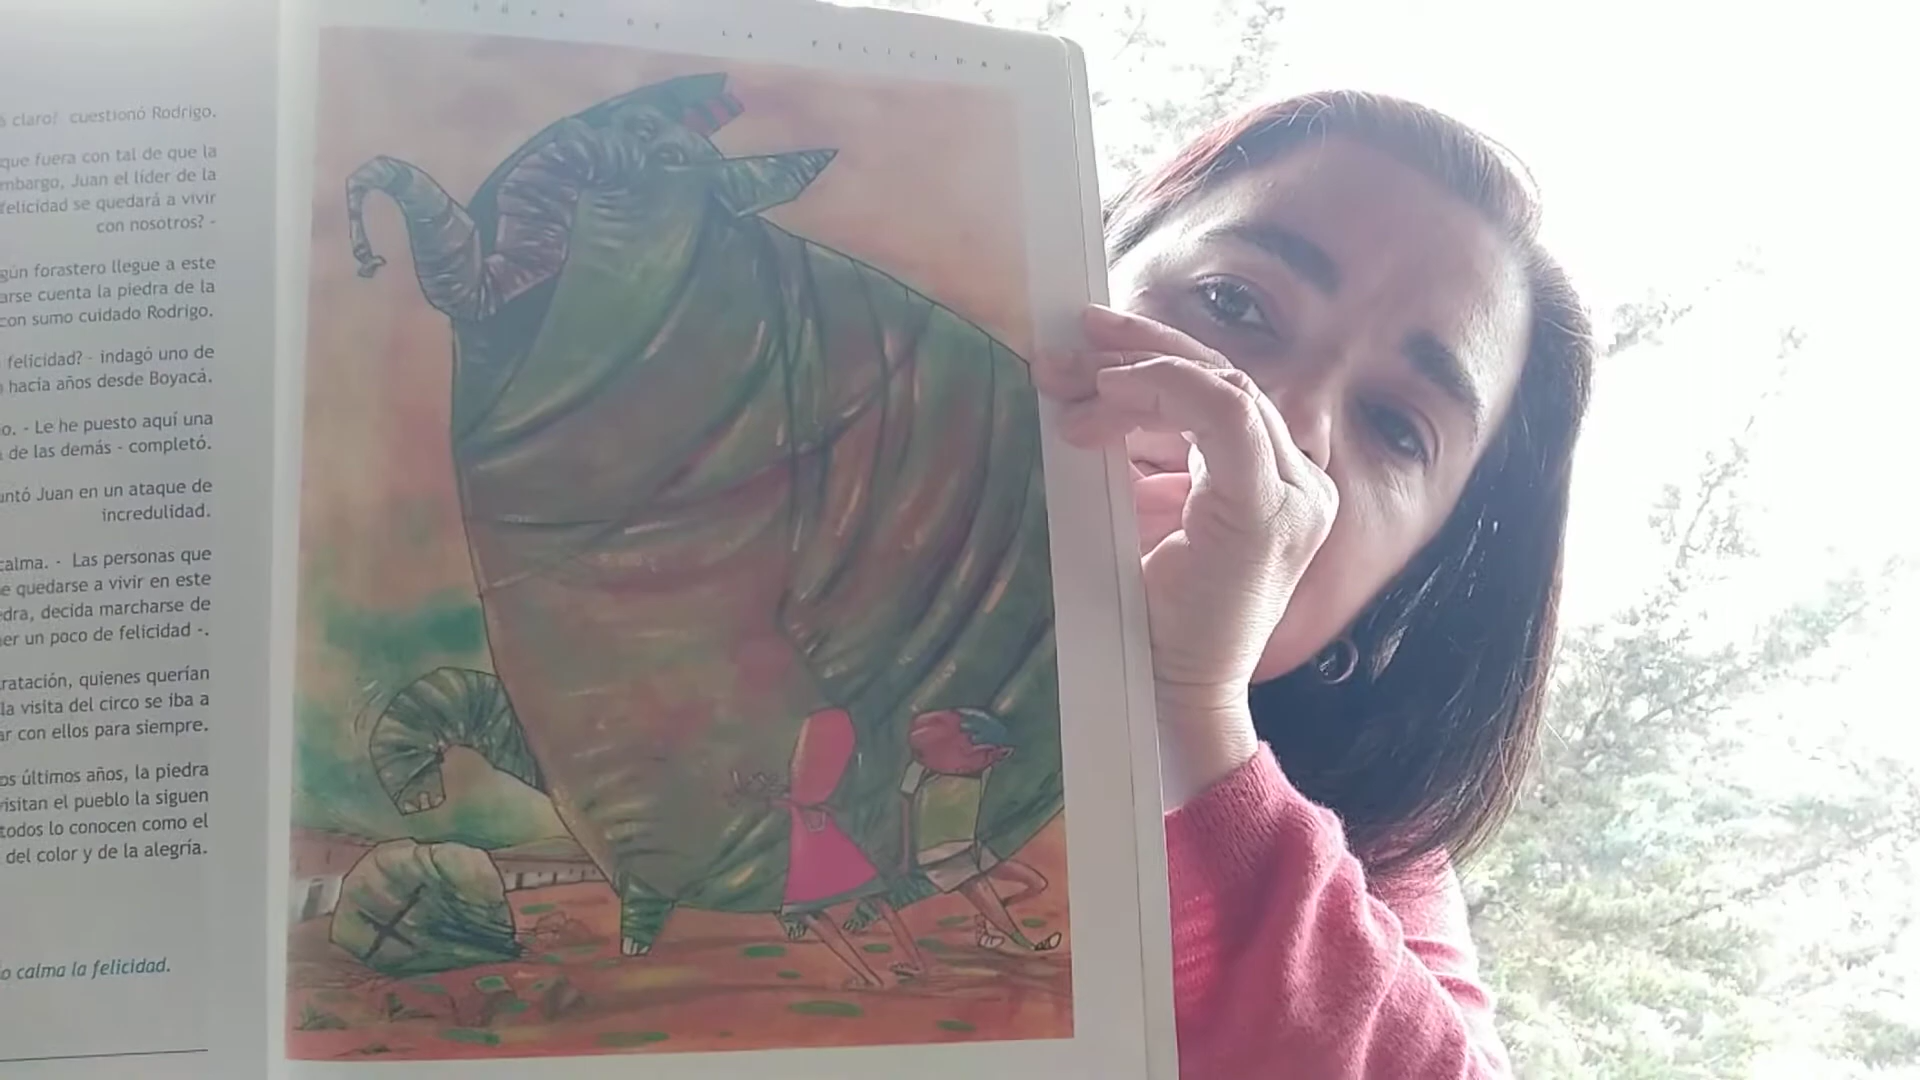 DE LA FELICIDAD
claro? cuestionó Rodrigo.
que fuera con tal de que la
mbargo, Juan el líder de la
felicidad se quedará a vivir
con nosotros? -
gún forastero llegue a este
arse cuenta la piedra de la
con sumo cuidado Rodrigo.
felicidad? - indagó uno de
hacía años desde Boyacá.
o. - Le he puesto aquí una
de las demás - completó.
untó Juan en un ataque de
incredulidad.
calma. - Las personas que
e quedarse a vivir en este
edra, decida marcharse de
er un poco de felicidad -.
ratación, quienes querían
la visita del circo se iba a
ar con ellos para siempre.
os últimos años, la piedra
visitan el pueblo la siguen
todos lo conocen como el
del color y de la alegría.
o calma la felicidad.